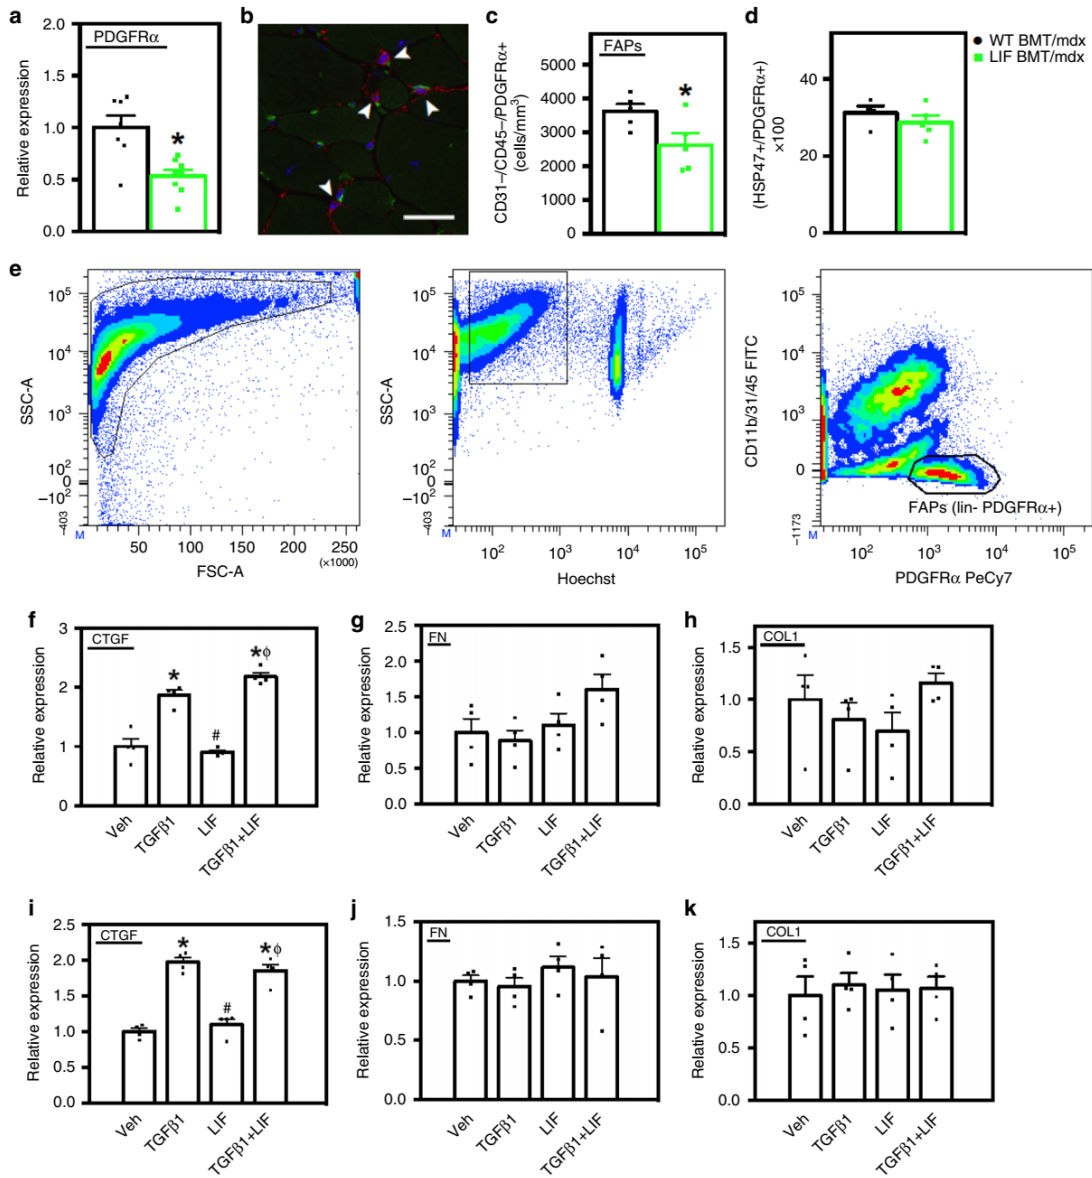 a
PDGFRα
Relative expression
2.0
1.5
1.0
0.5
0.0
*
b
c
FAPs
CD31–/CD45–/PDGFRα+
(cells/mm³)
5000
4000
3000
2000
1000
0
*
d
(HSP47+/PDGFRα+)
×100
40
20
0
WT BMT/mdx
LIF BMT/mdx
e
SSC-A
10⁵
10⁴
10³
10²
0
–10²
-403
M
50
100
150
200
250
(×1000)
FSC-A
SSC-A
10⁵
10⁴
10³
10²
0
–10²
-403
M
10²
10³
10⁴
10⁵
Hoechst
CD11b/31/45 FITC
10⁵
10⁴
10³
0
-1173
M
FAPs (lin- PDGFRα+)
10²
10³
10⁴
10⁵
PDGFRα PeCy7
f
CTGF
Relative expression
3
2
1
0
*
#
*ϕ
Veh
TGFβ1
LIF
TGFβ1+LIF
g
FN
Relative expression
2.5
2.0
1.5
1.0
0.5
0.0
Veh
TGFβ1
LIF
TGFβ1+LIF
h
COL1
Relative expression
1.5
1.0
0.5
0.0
Veh
TGFβ1
LIF
TGFβ1+LIF
i
CTGF
Relative expression
2.5
2.0
1.5
1.0
0.5
0.0
*
#
*ϕ
Veh
TGFβ1
LIF
TGFβ1+LIF
j
FN
Relative expression
1.5
1.0
0.5
0.0
Veh
TGFβ1
LIF
TGFβ1+LIF
k
COL1
Relative expression
1.5
1.0
0.5
0.0
Veh
TGFβ1
LIF
TGFβ1+LIF